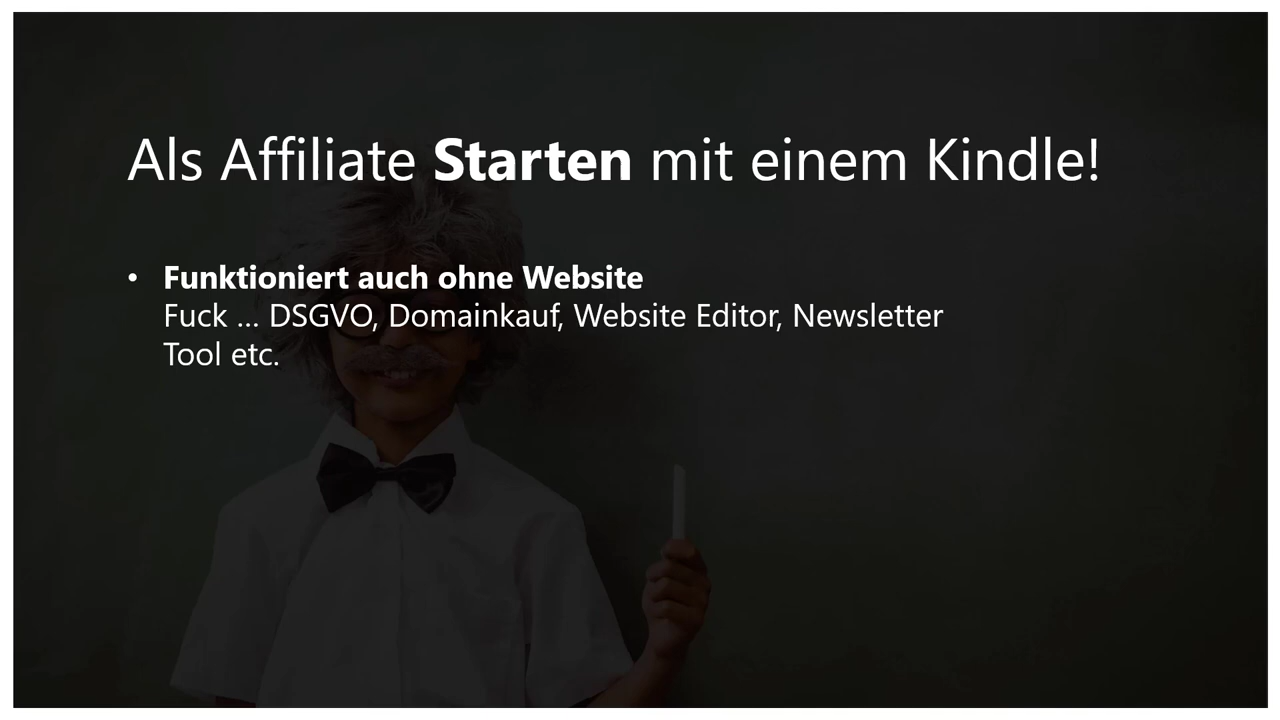 Als Affiliate Starten mit einem Kindle!
• Funktioniert auch ohne Website
Fuck ... DSGVO, Domainkauf, Website Editor, Newsletter
Tool etc.